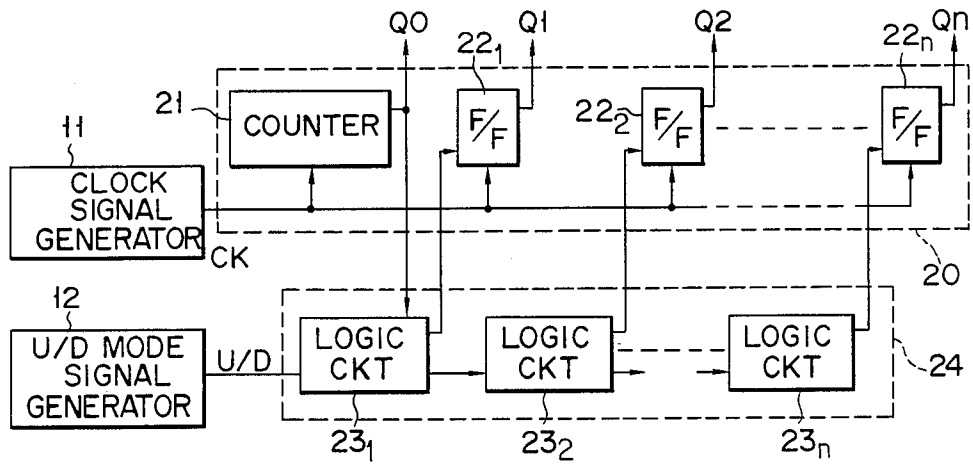 Q0 Q1 Q2 Qn
22₁ 22ₙ
21 COUNTER F/F 22₂ F/F F/F
11
CLOCK
SIGNAL
GENERATOR
CK
20
12
U/D MODE
SIGNAL
GENERATOR
U/D
LOGIC
CKT
LOGIC
CKT
LOGIC
CKT
24
23₁ 23₂ 23ₙ